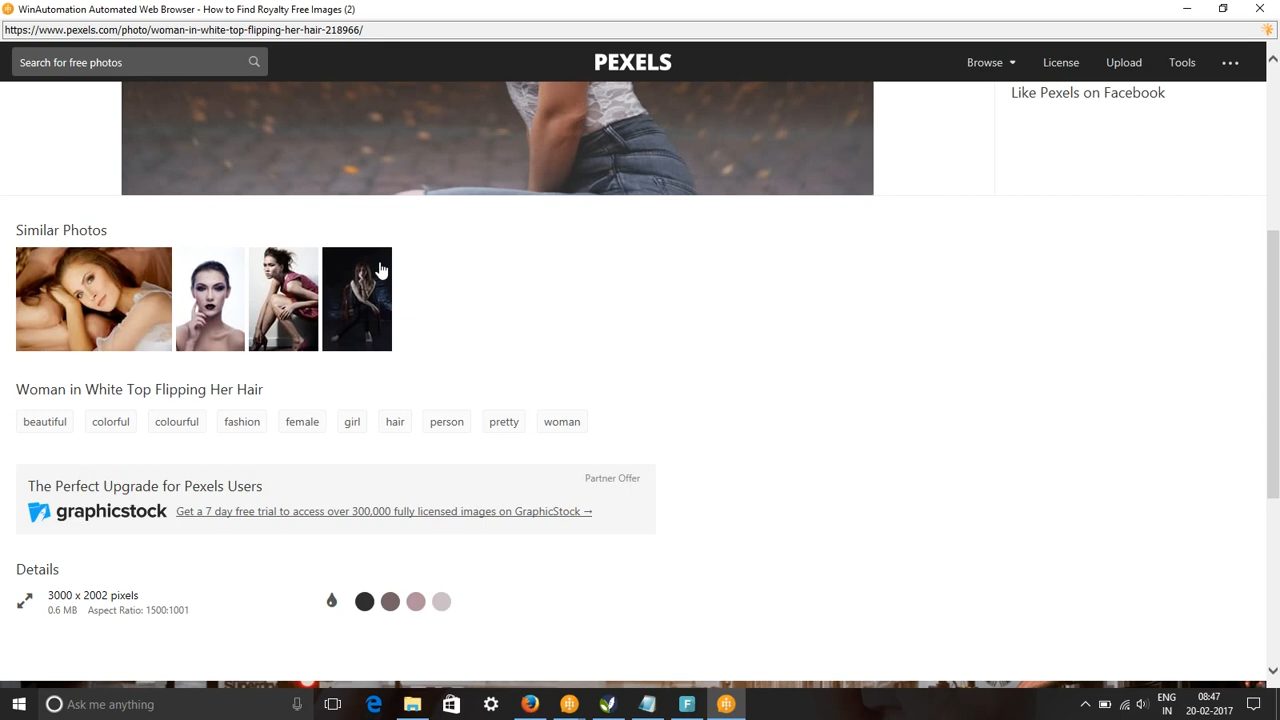 WinAutomation Automated Web Browser - How to Find Royalty Free Images (2)
https://www.pexels.com/photo/woman-in-white-top-flipping-her-hair-218966/
Search for free photos
PEXELS
Browse
License
Upload
Tools
Like Pexels on Facebook
Similar Photos
Woman in White Top Flipping Her Hair
beautiful colorful colourful fashion female girl hair person pretty woman
Partner Offer
The Perfect Upgrade for Pexels Users
graphicstock Get a 7 day free trial to access over 300,000 fully licensed images on GraphicStock →
Details
3000 x 2002 pixels
0.6 MB Aspect Ratio: 1500:1001
Ask me anything
ENG
IN
08:47
20-02-2017